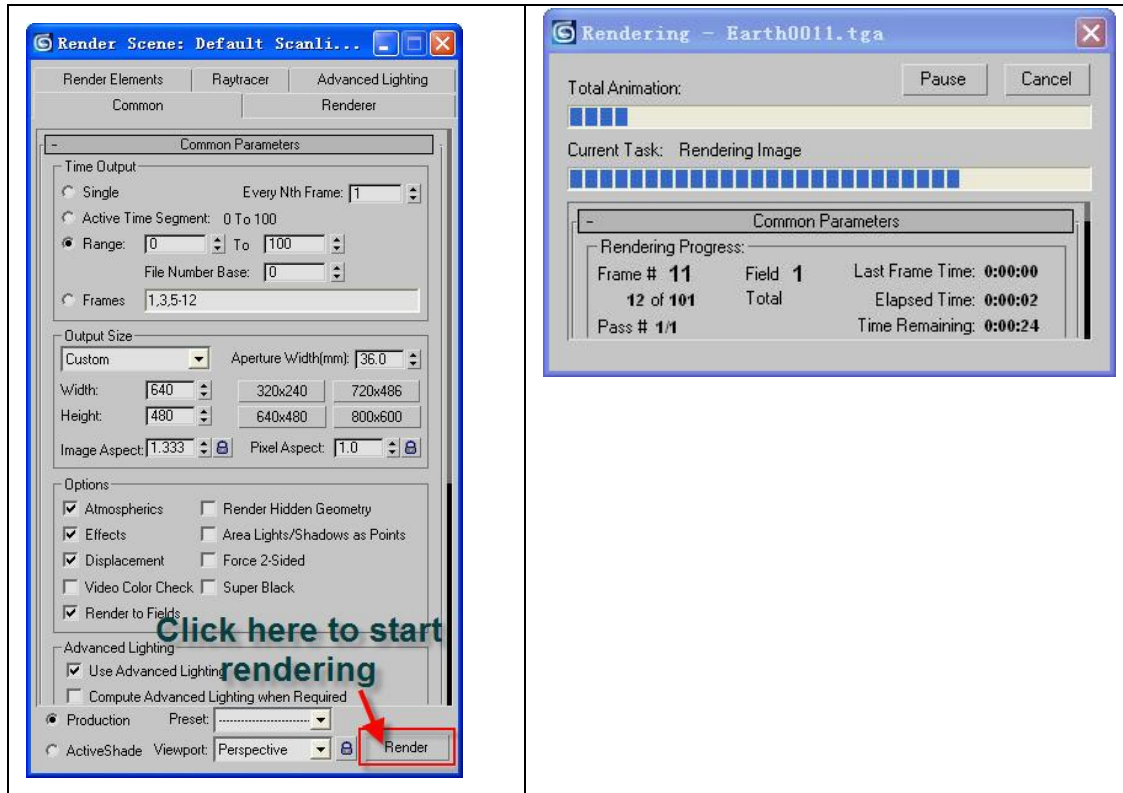 Render Scene: Default Scanli...
Render Elements Raytracer Advanced Lighting
Common Renderer
- Common Parameters
Time Output
Single Every Nth Frame: 1
Active Time Segment: 0 To 100
Range: 0 To 100
File Number Base: 0
Frames 1,3,5-12
Output Size
Custom Aperture Width(mm): 36.0
Width: 640 320x240 720x486
Height: 480 640x480 800x600
Image Aspect: 1.333 Pixel Aspect: 1.0
Options
Atmospherics Render Hidden Geometry
Effects Area Lights/Shadows as Points
Displacement Force 2-Sided
Video Color Check Super Black
Render to Fields
Click here to start
rendering
Advanced Lighting
Use Advanced Lighting
Compute Advanced Lighting when Required
Production Preset: ----------------------
ActiveShade Viewport: Perspective Render
Rendering - Earth0011.tga
Total Animation: Pause Cancel
Current Task: Rendering Image
- Common Parameters
Rendering Progress:
Frame # 11 Field 1 Last Frame Time: 0:00:00
12 of 101 Total Elapsed Time: 0:00:02
Pass # 1/1 Time Remaining: 0:00:24